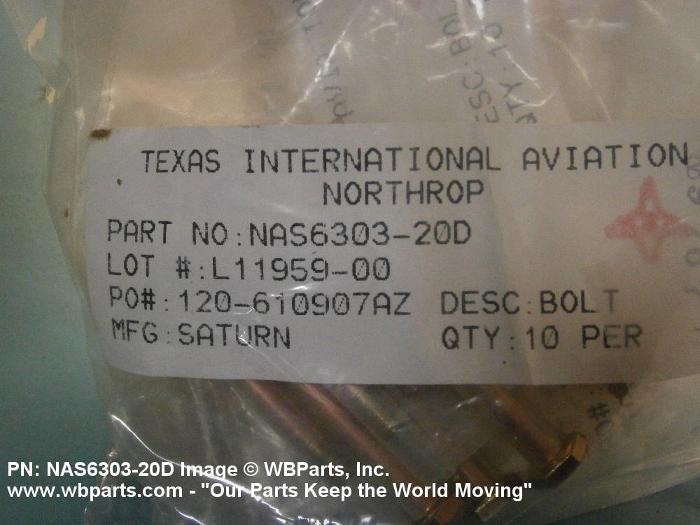 TEXAS INTERNATIONAL AVIATION
NORTHROP
PART NO:NAS6303-20D
LOT #:L11959-00
PO#:120-610907AZ DESC:BOLT
MFG:SATURN QTY:10 PER
PN: NAS6303-20D Image © WBParts, Inc.
www.wbparts.com - "Our Parts Keep the World Moving"